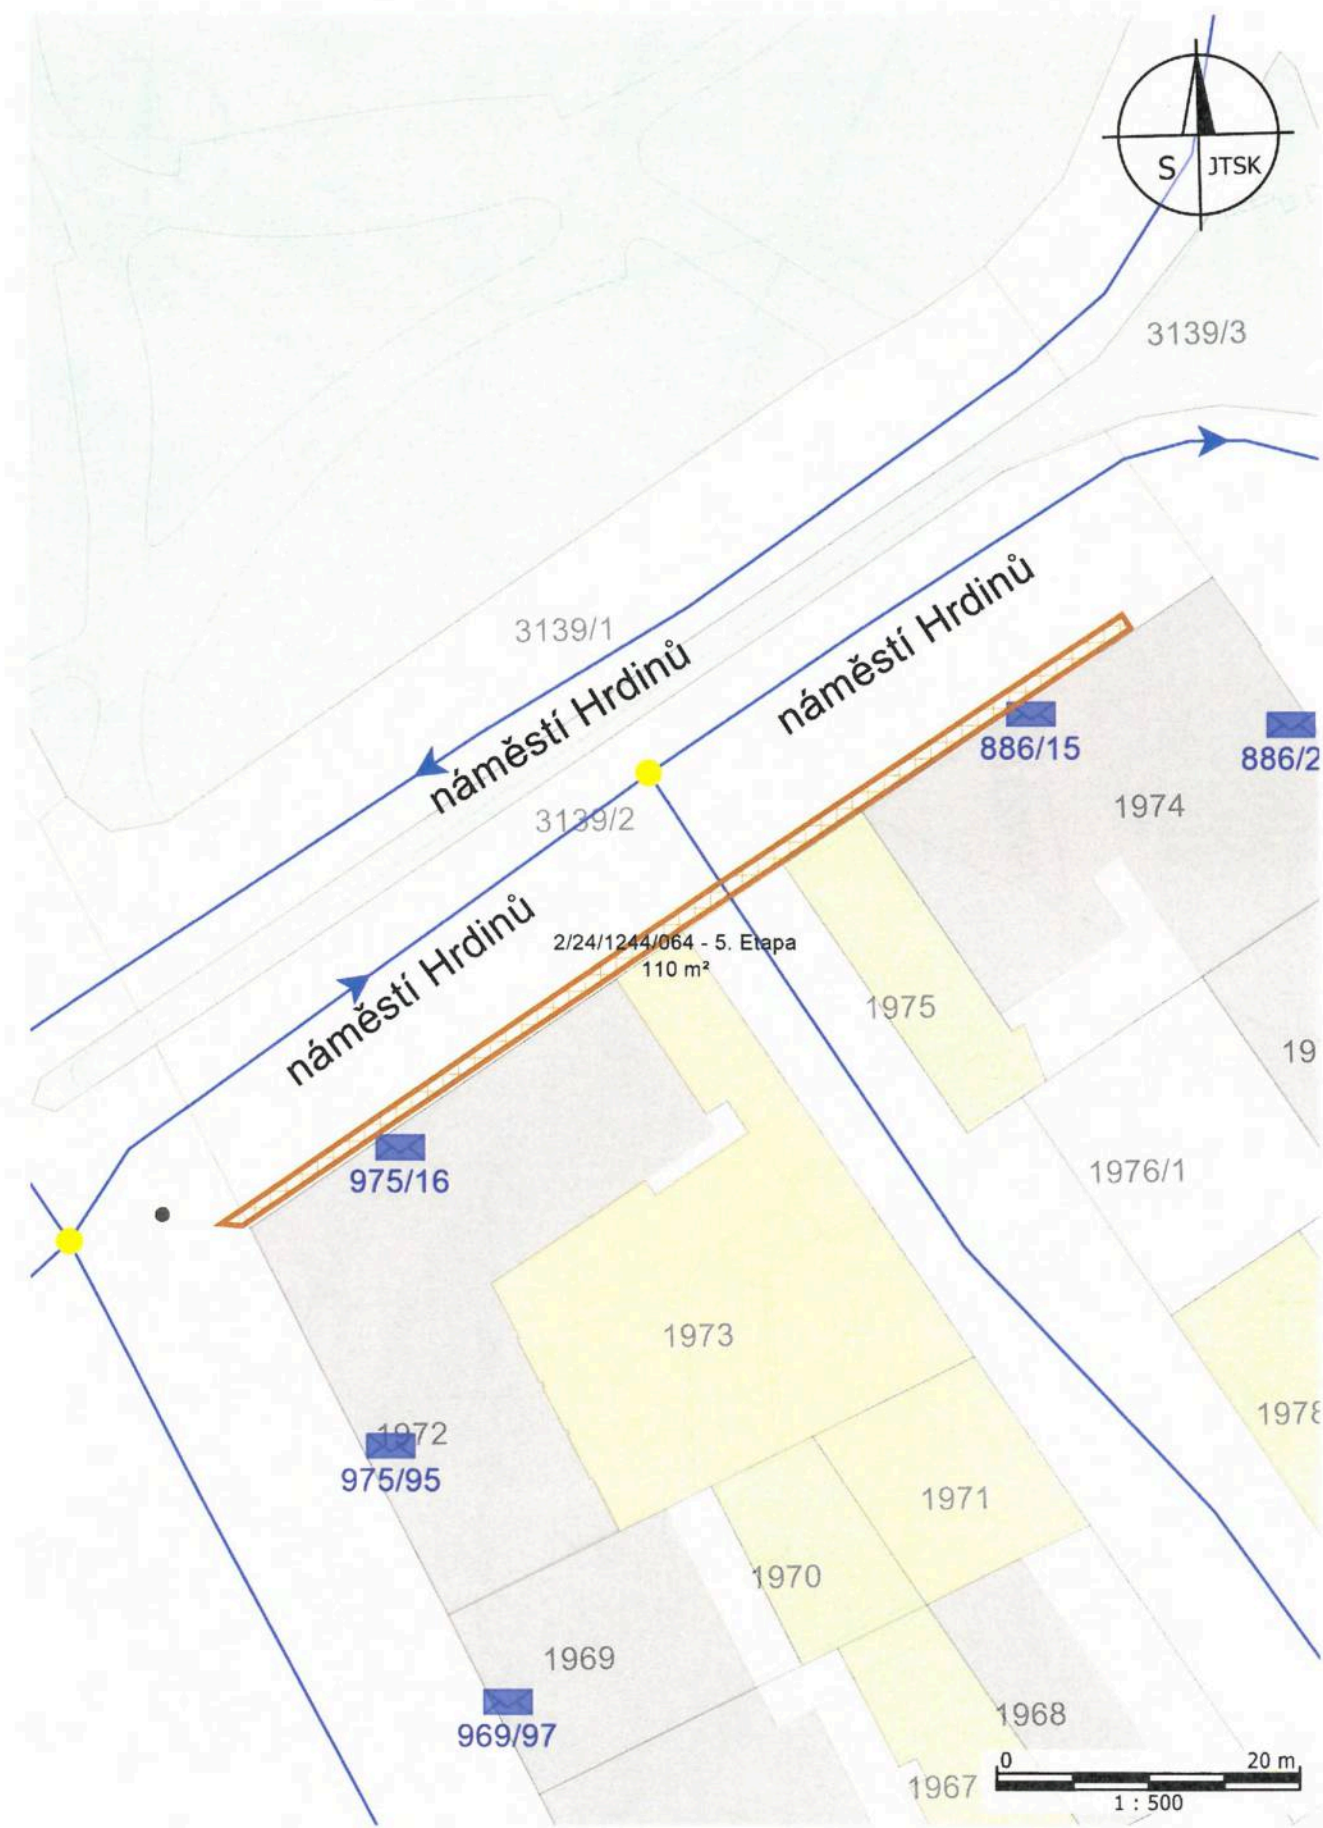 S JTSK
3139/3
náměstí Hrdinů
3139/1
náměstí Hrdinů
886/15
886/2
1974
3139/2
náměstí Hrdinů
2/24/1244/064 - 5. Etapa
110 m²
1975
19
975/16
1976/1
1973
1978
1972
975/95
1971
1970
1969
1968
969/97
1967
0 20 m
1 : 500